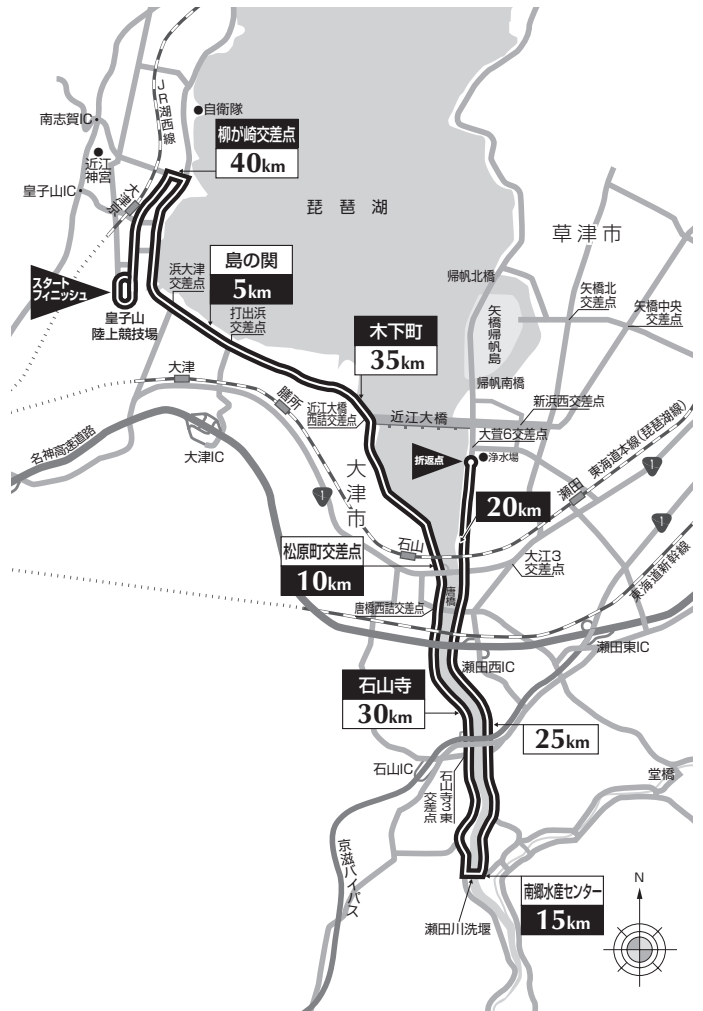 JR湖西線
自衛隊
南志賀IC
柳が崎交差点
40km
近江
神宮
皇子山IC
大津京
琵琶湖
草津市
スタート
フィニッシュ
皇子山
陸上競技場
浜大津
交差点
島の関
5km
打出浜
交差点
帰帆北橋
矢橋北
交差点
矢橋中央
交差点
矢橋帰帆島
木下町
35km
帰帆南橋
大津
膳所
近江大橋
西詰交差点
近江大橋
新浜西交差点
大萱6交差点
名神高速道路
大津IC
折返点
浄水場
瀬田
東海道本線(琵琶湖線)
大津市
1
1
1
20km
石山
松原町交差点
10km
大江3
交差点
東海道新幹線
唐橋
唐橋西詰交差点
瀬田西IC
瀬田東IC
石山寺
30km
25km
石山IC
石山寺3東
交差点
堂橋
京滋バイパス
南郷水産センター
15km
瀬田川洗堰
N